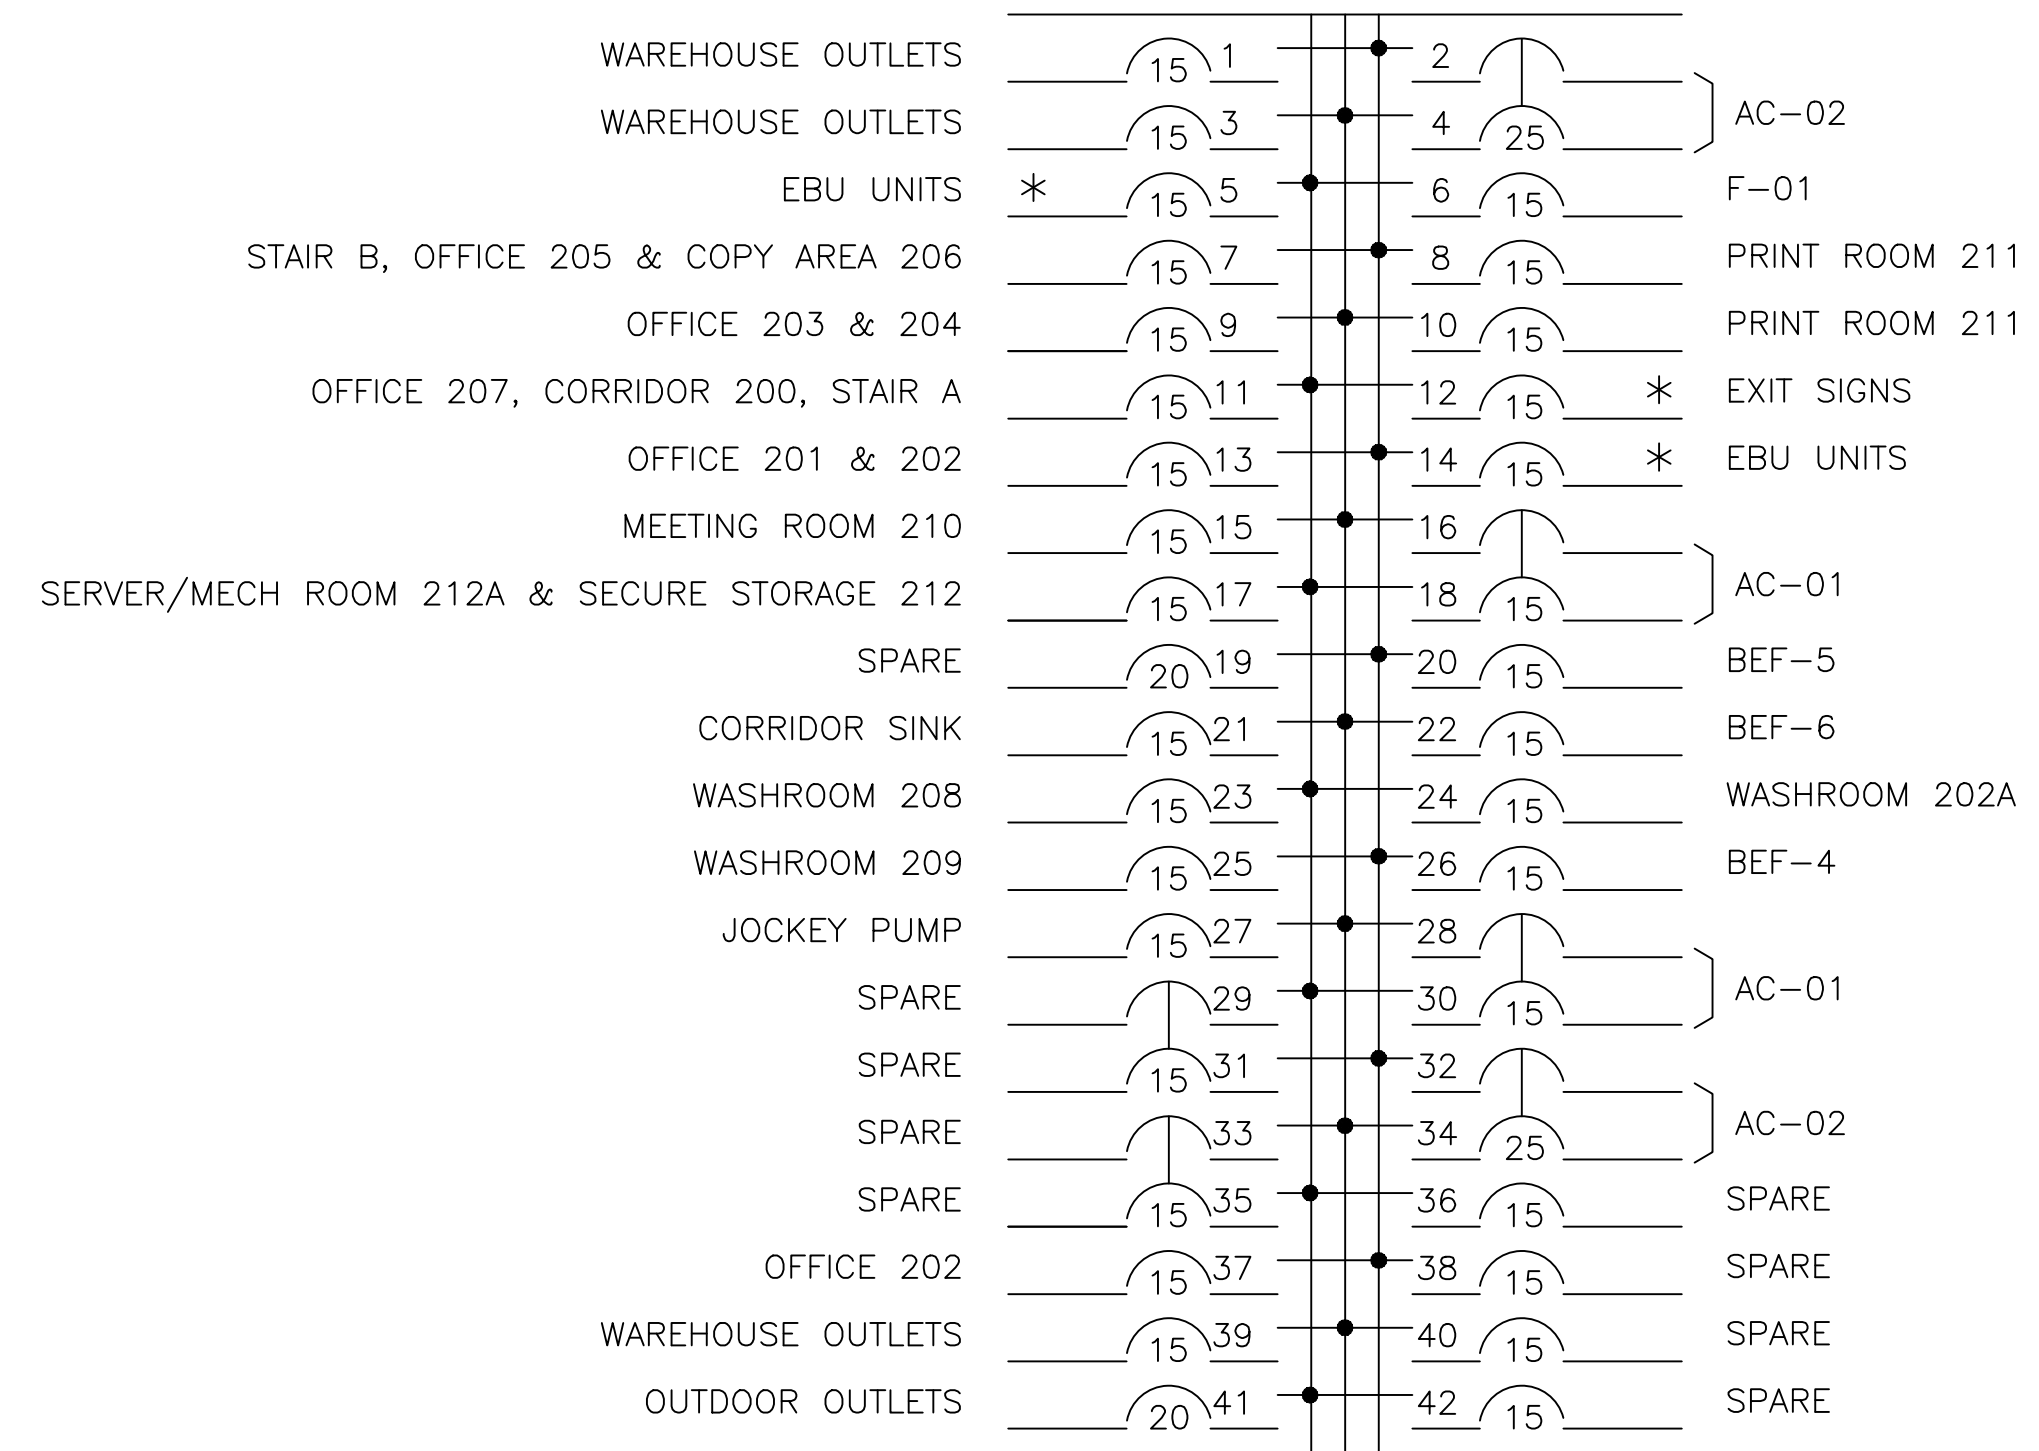 WAREHOUSE OUTLETS 15 1 2
WAREHOUSE OUTLETS 15 3 4 25 AC-02
EBU UNITS * 15 5 6 15 F-01
STAIR B, OFFICE 205 & COPY AREA 206 15 7 8 15 PRINT ROOM 211
OFFICE 203 & 204 15 9 10 15 PRINT ROOM 211
OFFICE 207, CORRIDOR 200, STAIR A 15 11 12 15 * EXIT SIGNS
OFFICE 201 & 202 15 13 14 15 * EBU UNITS
MEETING ROOM 210 15 15 16
SERVER/MECH ROOM 212A & SECURE STORAGE 212 15 17 18 15 AC-01
SPARE 20 19 20 15 BEF-5
CORRIDOR SINK 15 21 22 15 BEF-6
WASHROOM 208 15 23 24 15 WASHROOM 202A
WASHROOM 209 15 25 26 15 BEF-4
JOCKEY PUMP 15 27 28
SPARE 29 30 15 AC-01
SPARE 15 31 32
SPARE 33 34 25 AC-02
SPARE 15 35 36 15 SPARE
OFFICE 202 15 37 38 15 SPARE
WAREHOUSE OUTLETS 15 39 40 15 SPARE
OUTDOOR OUTLETS 20 41 42 15 SPARE